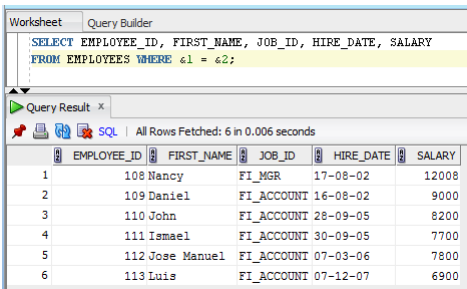 Worksheet Query Builder
SELECT EMPLOYEE_ID, FIRST_NAME, JOB_ID, HIRE_DATE, SALARY
FROM EMPLOYEES WHERE &1 = &2;
Query Result x
SQL | All Rows Fetched: 6 in 0.006 seconds
EMPLOYEE_ID FIRST_NAME JOB_ID HIRE_DATE SALARY
1 108 Nancy FI_MGR 17-08-02 12008
2 109 Daniel FI_ACCOUNT 16-08-02 9000
3 110 John FI_ACCOUNT 28-09-05 8200
4 111 Ismael FI_ACCOUNT 30-09-05 7700
5 112 Jose Manuel FI_ACCOUNT 07-03-06 7800
6 113 Luis FI_ACCOUNT 07-12-07 6900